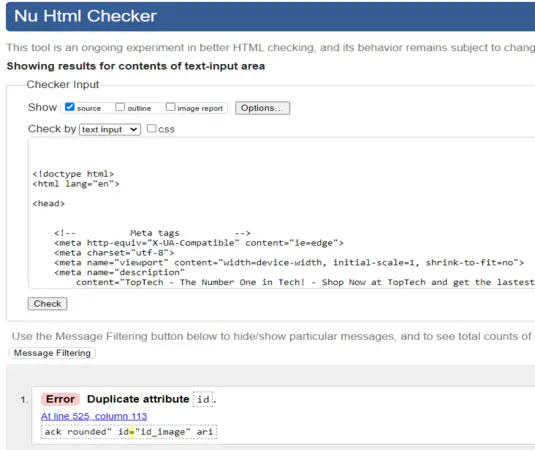 Nu Html Checker
This tool is an ongoing experiment in better HTML checking, and its behavior remains subject to chang
Showing results for contents of text-input area
Checker Input
Show source outline image report Options...
Check by text input css
<!doctype html>
<html lang="en">
<head>
<!-- Meta tags -->
<meta http-equiv="X-UA-Compatible" content="ie=edge">
<meta charset="utf-8">
<meta name="viewport" content="width=device-width, initial-scale=1, shrink-to-fit=no">
<meta name="description"
content="TopTech - The Number One in Tech! - Shop Now at TopTech and get the lastest
Check
Use the Message Filtering button below to hide/show particular messages, and to see total counts of
Message Filtering
1. Error Duplicate attribute id.
At line 525, column 113
ack rounded" id="id_image" ari